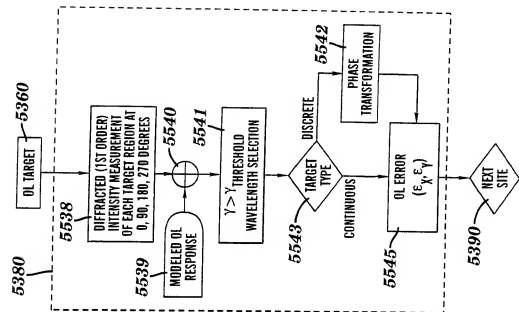 5380
OL TARGET
5360
5538
DIFFRACTED (1ST ORDER)
INTENSITY MEASUREMENT
OF EACH TARGET REGION AT
0, 90, 180, 270 DEGREES
5539
MODELED OL
RESPONSE
5540
5541
γ > γ THRESHOLD
WAVELENGTH SELECTION
5543
TARGET
TYPE
DISCRETE
CONTINUOUS
5542
PHASE
TRANSFORMATION
5545
OL ERROR
(εX, εY)
5390
NEXT
SITE